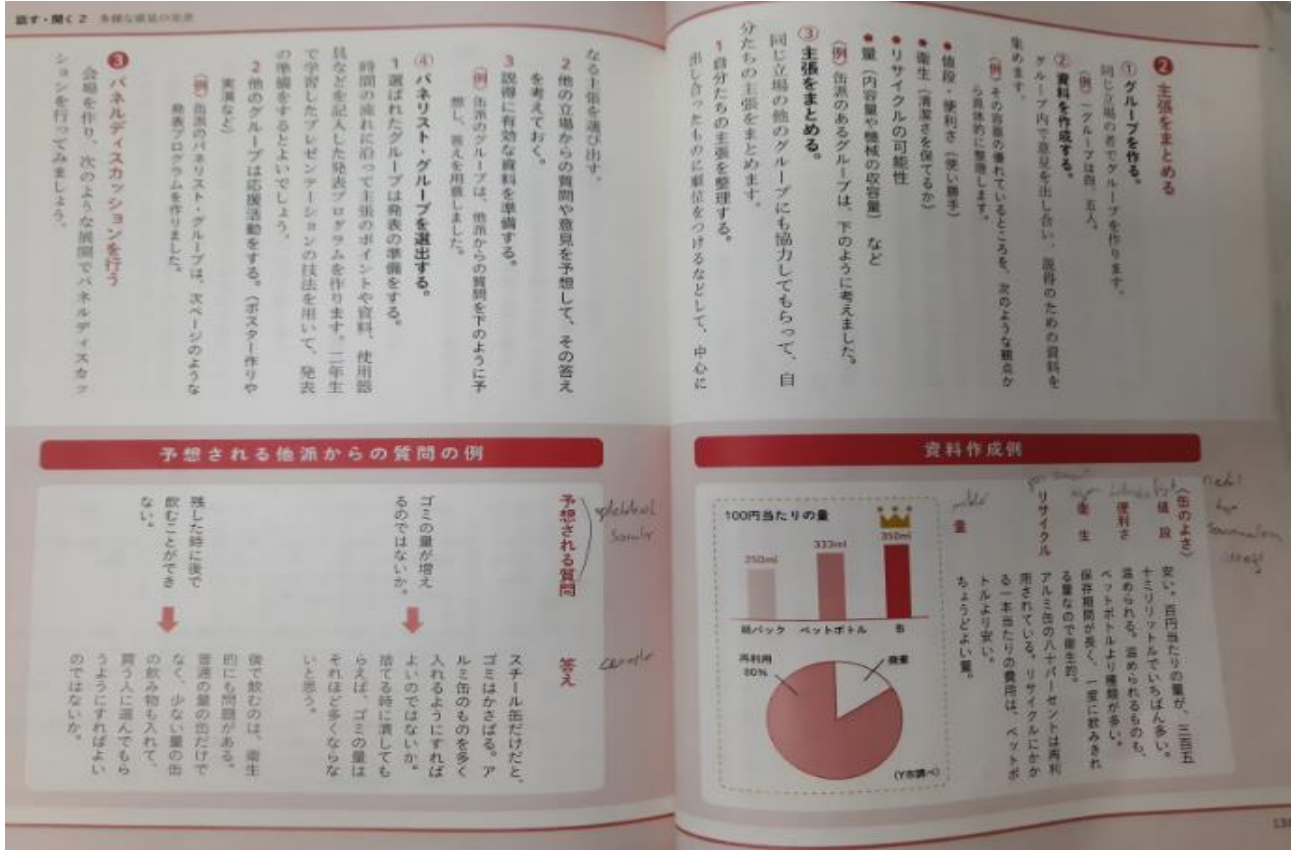 ❷ 主張をまとめる
① グループを作る。
同じ立場の者でグループを作ります。
(例) 一グループは四、五人。
② 資料を作成する。
グループ内で意見を出し合い、説得のための資料を
集めます。
(例) その容器の優れているところを、次のような観点か
ら具体的に整理します。
● 値段・便利さ(使い勝手)
● 衛生(清潔さを保てるか)
● リサイクルの可能性
● 量(内容量や機械の収容量) など
(例) 缶派のあるグループは、下のように考えました。
③ 主張をまとめる。
同じ立場の他のグループにも協力してもらって、自
分たちの主張をまとめます。
1 自分たちの主張を整理する。
出し合ったものに順位をつけるなどして、中心に
資料作成例
〈缶のよさ〉
値段
安い。百円当たりの量が、三百五
十ミリリットルでいちばん多い。
便利さ
温められる。温められるものも、
ペットボトルより種類が多い。
衛生
保存期間が長く、一度に飲みきれ
る量なので衛生的。
リサイクル
アルミ缶の八十パーセントは再利
用されている。リサイクルにかか
る一本当たりの費用は、ペットボ
トルより安い。
量
ちょうどよい量。
100円当たりの量
250ml
333ml
350ml
紙パック ペットボトル 缶
再利用
80%
廃棄
(Y市調べ)
話す・聞く 2
なる主張を選び出す。
2 他の立場からの質問や意見を予想して、その答え
を考えておく。
3 説得に有効な資料を準備する。
(例) 缶派のグループは、他派からの質問を下のように予
想し、答えを用意しました。
④ パネリスト・グループを選出する。
1 選ばれたグループは発表の準備をする。
時間の流れに沿って主張のポイントや資料、使用器
具などを記入した発表プログラムを作ります。二年生
で学習したプレゼンテーションの技法を用いて、発表
の準備をするとよいでしょう。
2 他のグループは応援活動をする。(ポスター作りや
実演など)
(例) 缶派のパネリスト・グループは、次ページのような
発表プログラムを作りました。
❸ パネルディスカッションを行う
会場を作り、次のような展開でパネルディスカッ
ションを行ってみましょう。
予想される他派からの質問の例
予想される質問
答え
ゴミの量が増え
るのではないか。
スチール缶だけだと、
ゴミはかさばる。ア
ルミ缶のものを多く
入れるようにすれば
よいのではないか。
捨てる時に潰しても
らえば、ゴミの量は
それほど多くならな
いと思う。
残した時に後で
飲むことができ
ない。
後で飲むのは、衛生
的にも問題がある。
普通の量の缶だけで
なく、少ない量の缶
の飲み物も入れて、
買う人に選んでもら
うようにすればよい
のではないか。
cevaplar